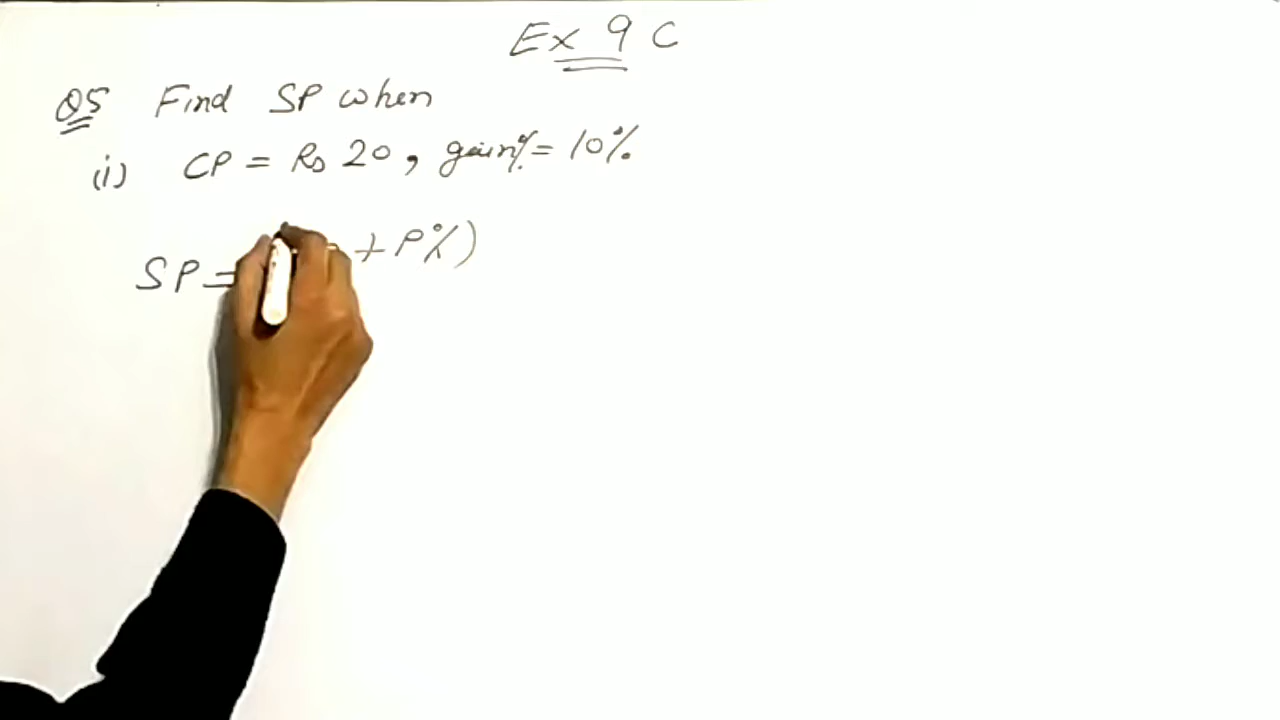 Ex 9 C
Q5 Find SP when
(i) CP = Rs 20, gain% = 10%
SP = + P%)